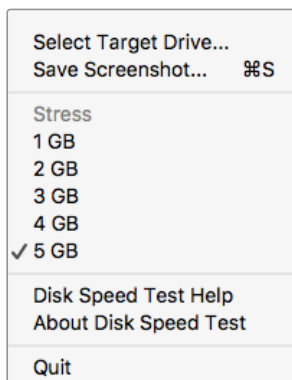 Select Target Drive...
Save Screenshot... ⌘S
Stress
1 GB
2 GB
3 GB
4 GB
✓ 5 GB
Disk Speed Test Help
About Disk Speed Test
Quit